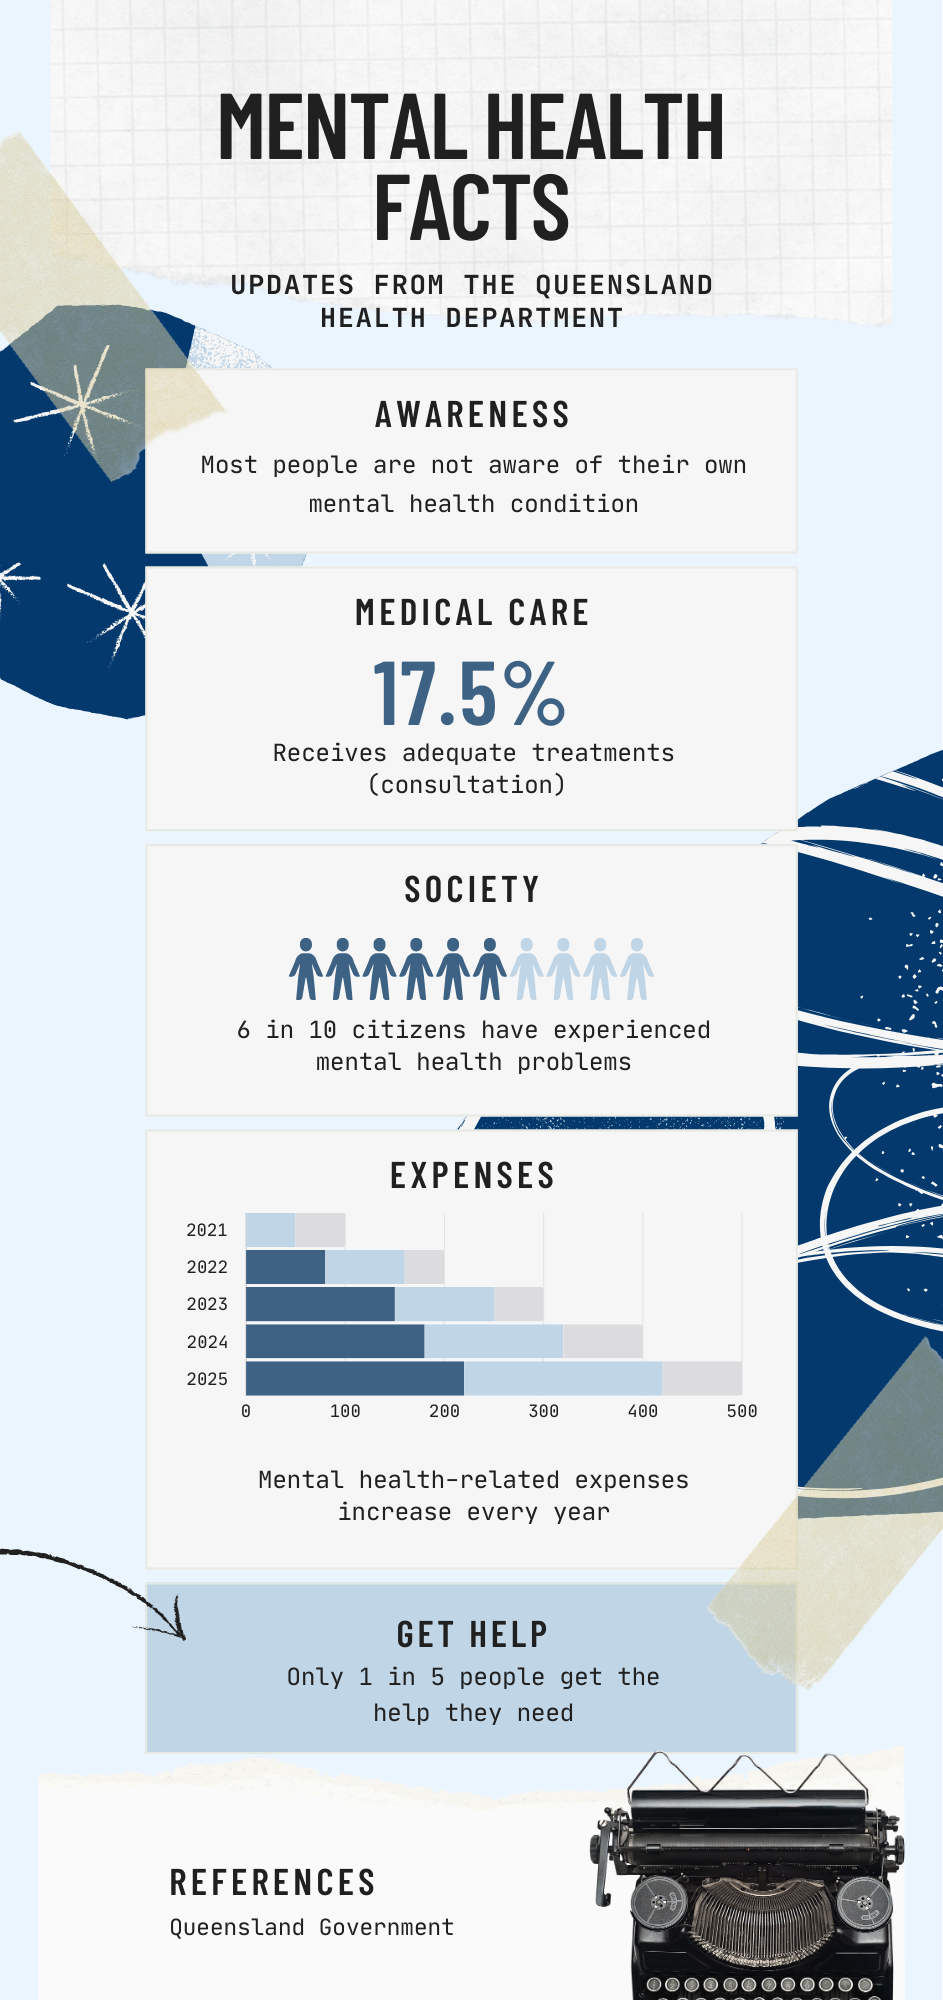 MENTAL HEALTH
FACTS
UPDATES FROM THE QUEENSLAND
HEALTH DEPARTMENT
AWARENESS
Most people are not aware of their own
mental health condition
MEDICAL CARE
17.5%
Receives adequate treatments
(consultation)
SOCIETY
6 in 10 citizens have experienced
mental health problems
EXPENSES
2021
2022
2023
2024
2025
0 100 200 300 400 500
Mental health-related expenses
increase every year
GET HELP
Only 1 in 5 people get the
help they need
REFERENCES
Queensland Government